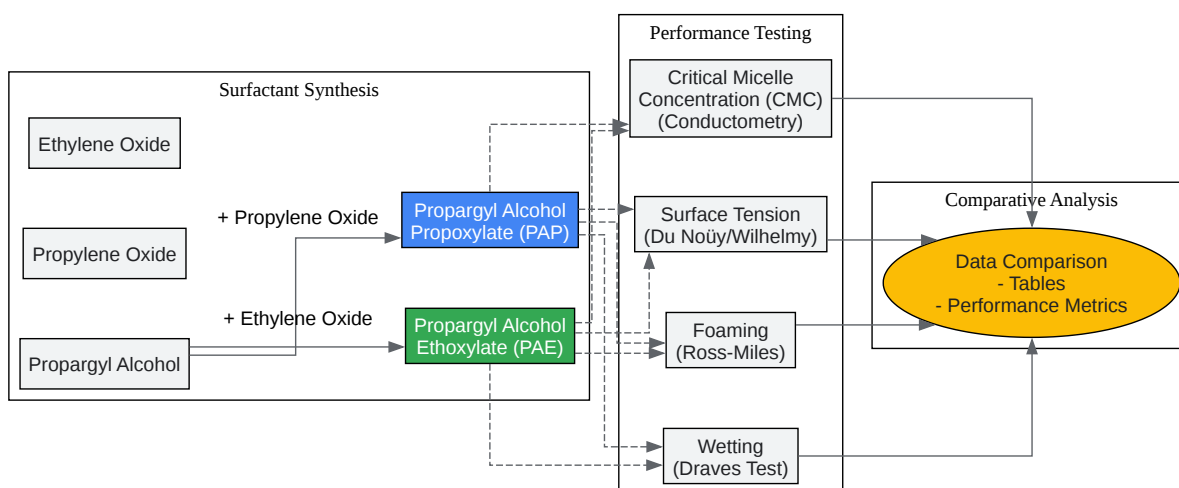 Surfactant Synthesis
Ethylene Oxide
Propylene Oxide
Propargyl Alcohol
+ Propylene Oxide
+ Ethylene Oxide
Propargyl Alcohol
Propoxylate (PAP)
Propargyl Alcohol
Ethoxylate (PAE)
Performance Testing
Critical Micelle
Concentration (CMC)
(Conductometry)
Surface Tension
(Du Noüy/Wilhelmy)
Foaming
(Ross-Miles)
Wetting
(Draves Test)
Comparative Analysis
Data Comparison
- Tables
- Performance Metrics